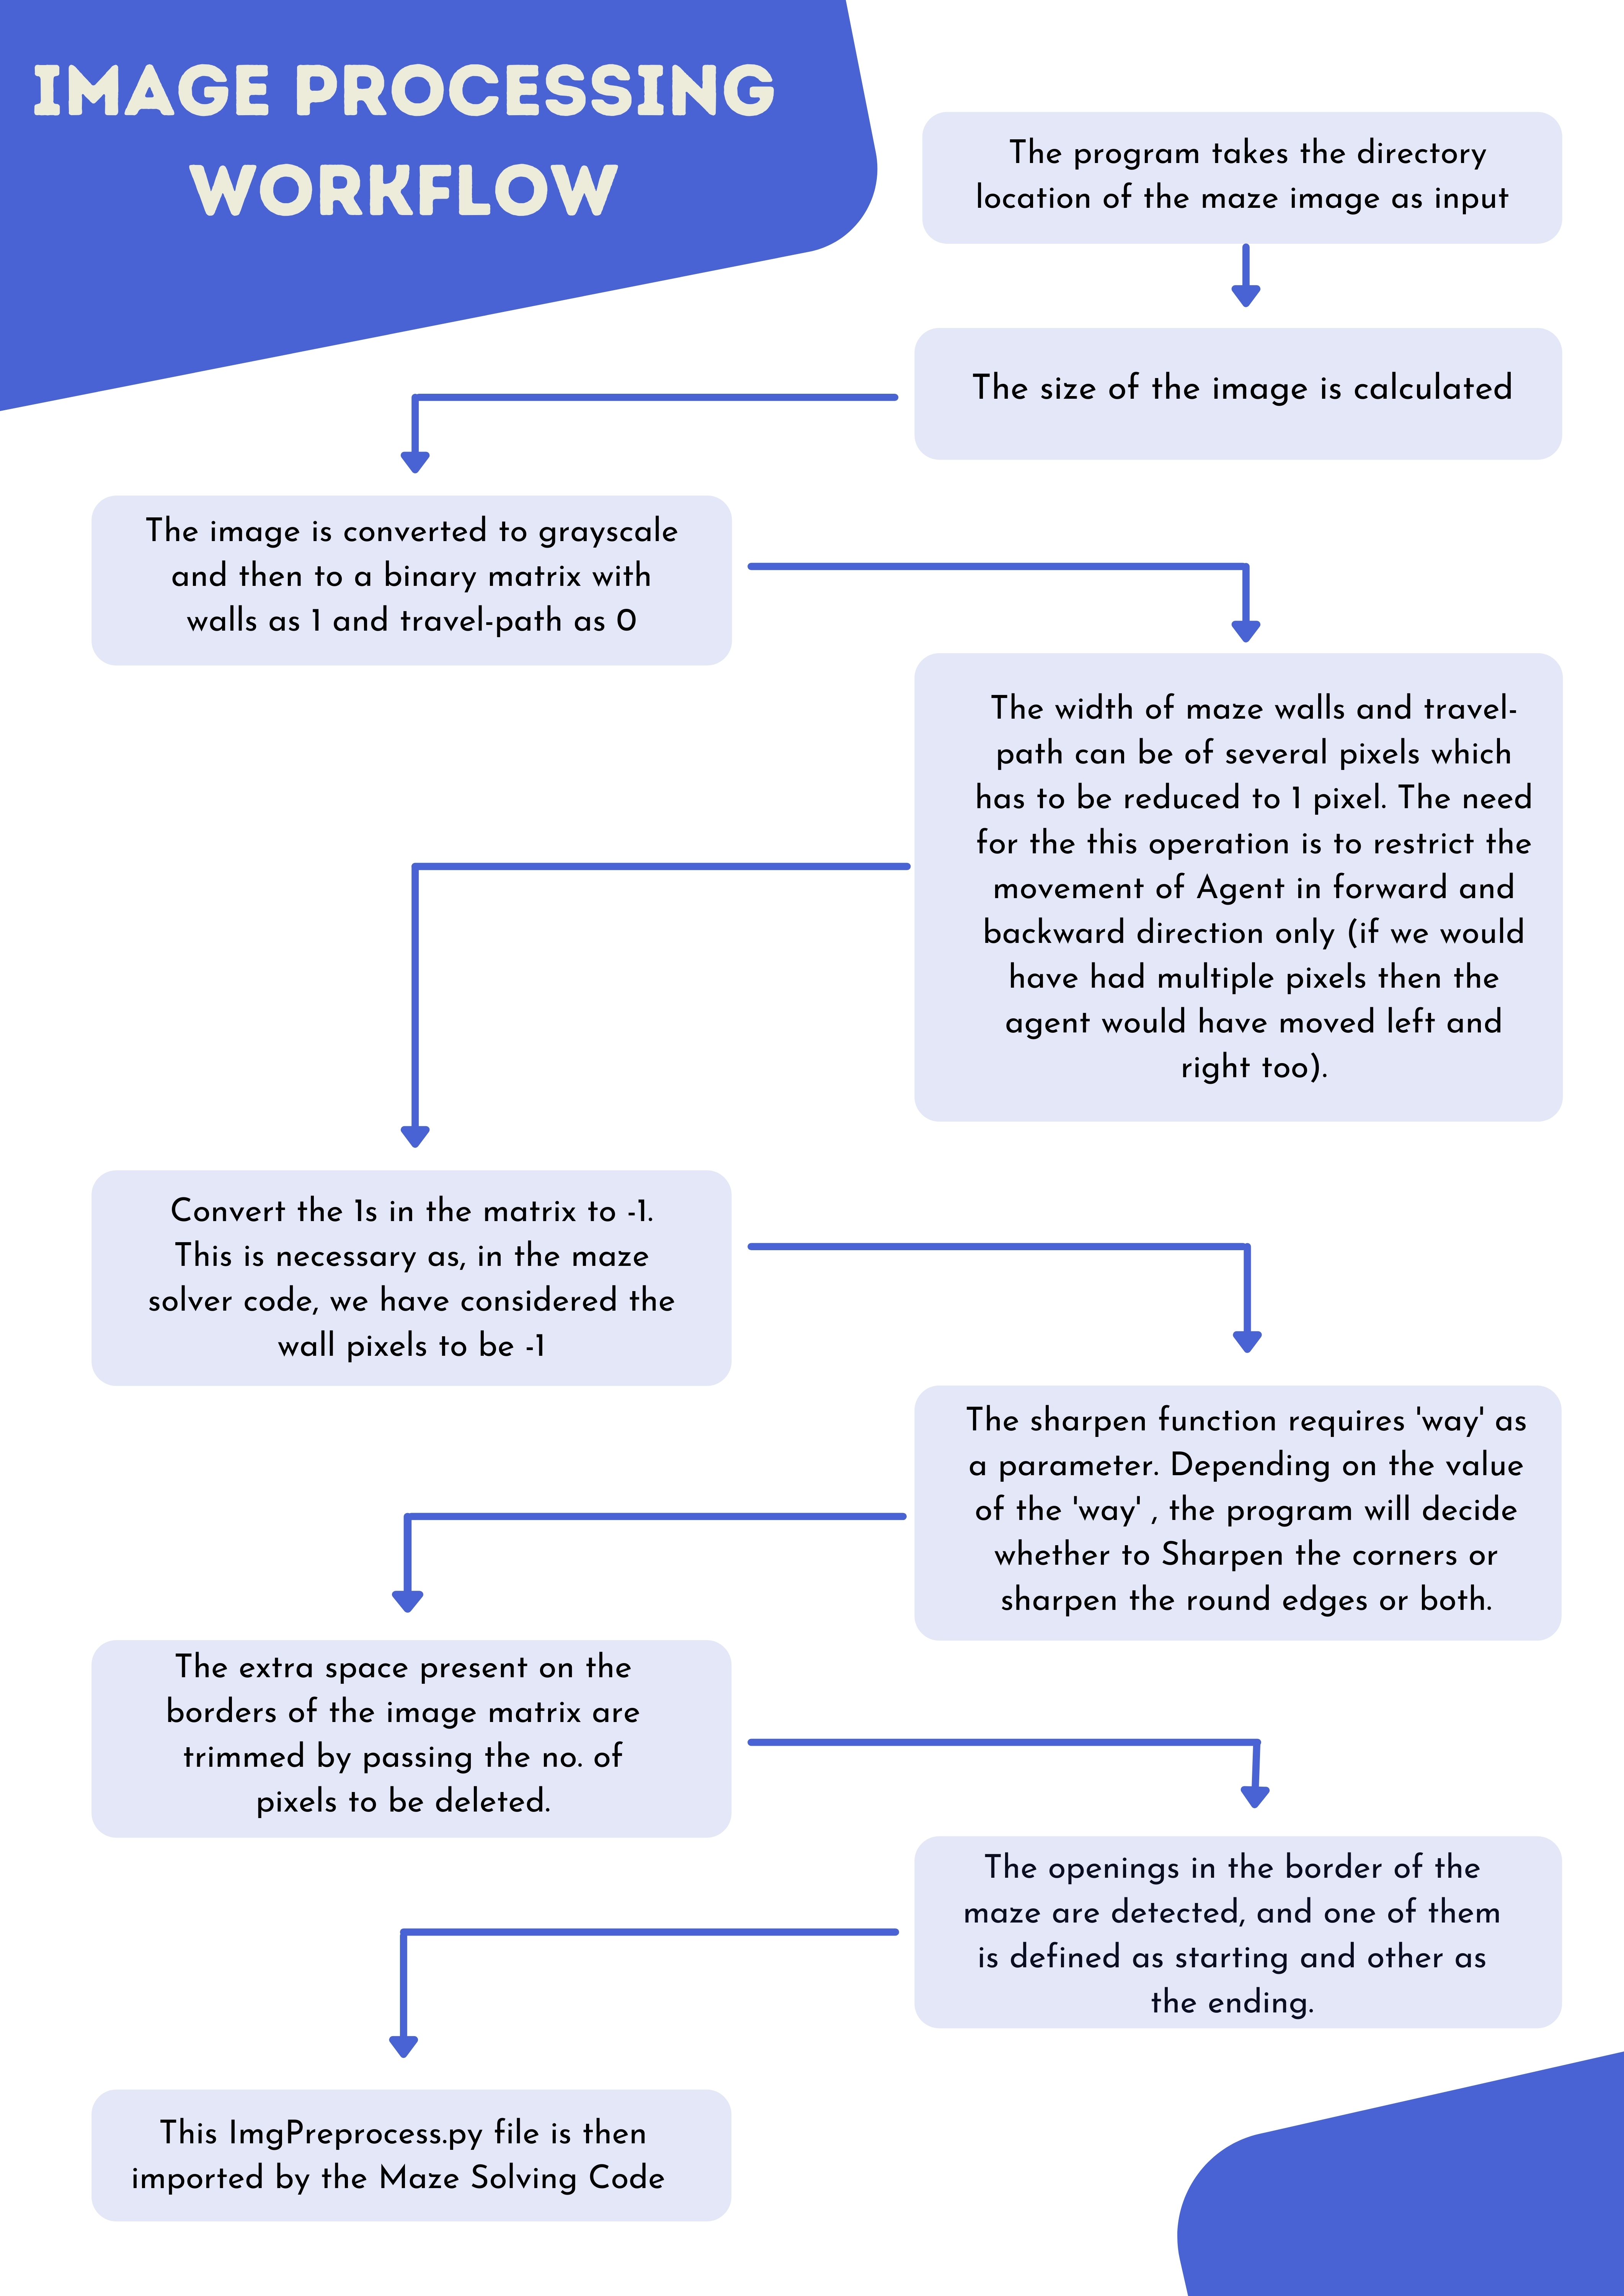 IMAGE PROCESSING
WORKFLOW
The program takes the directory
location of the maze image as input
The size of the image is calculated
The image is converted to grayscale
and then to a binary matrix with
walls as 1 and travel-path as 0
The width of maze walls and travel-
path can be of several pixels which
has to be reduced to 1 pixel. The need
for the this operation is to restrict the
movement of Agent in forward and
backward direction only (if we would
have had multiple pixels then the
agent would have moved left and
right too).
Convert the 1s in the matrix to -1.
This is necessary as, in the maze
solver code, we have considered the
wall pixels to be -1
The sharpen function requires 'way' as
a parameter. Depending on the value
of the 'way' , the program will decide
whether to Sharpen the corners or
sharpen the round edges or both.
The extra space present on the
borders of the image matrix are
trimmed by passing the no. of
pixels to be deleted.
The openings in the border of the
maze are detected, and one of them
is defined as starting and other as
the ending.
This ImgPreprocess.py file is then
imported by the Maze Solving Code